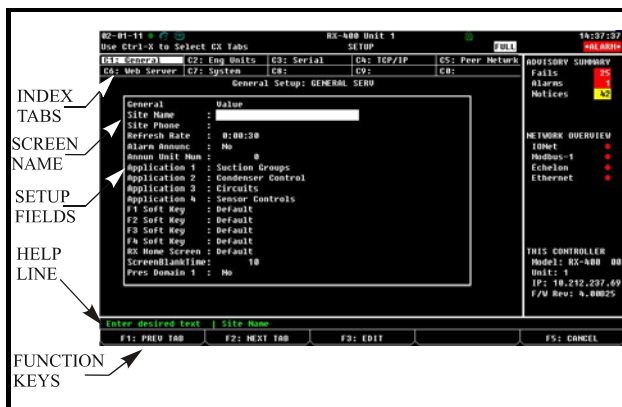 02-01-11 RX-400 Unit 1 14:37:37
Use Ctrl-X to Select CX Tabs SETUP FULL *ALARM*
C1: General C2: Eng Units C3: Serial C4: TCP/IP C5: Peer Netwrk
C6: Web Server C7: System C8: C9: C0:
General Setup: GENERAL SERV
General Value
Site Name :
Site Phone :
Refresh Rate : 0:00:30
Alarm Annunc : No
Annun Unit Num : 0
Application 1 : Suction Groups
Application 2 : Condenser Control
Application 3 : Circuits
Application 4 : Sensor Controls
F1 Soft Key : Default
F2 Soft Key : Default
F3 Soft Key : Default
F4 Soft Key : Default
RX Home Screen : Default
ScreenBlankTime: 10
Pres Domain 1 : No
ADVISORY SUMMARY
Fails 25
Alarms 1
Notices 42
NETWORK OVERVIEW
IONet
Modbus-1
Echelon
Ethernet
THIS CONTROLLER
Model: RX-400 00
Unit: 1
IP: 10.212.237.69
F/W Rev: 4.00B25
Enter desired text | Site Name
F1: PREV TAB F2: NEXT TAB F3: EDIT F5: CANCEL
INDEX
TABS
SCREEN
NAME
SETUP
FIELDS
HELP
LINE
FUNCTION
KEYS